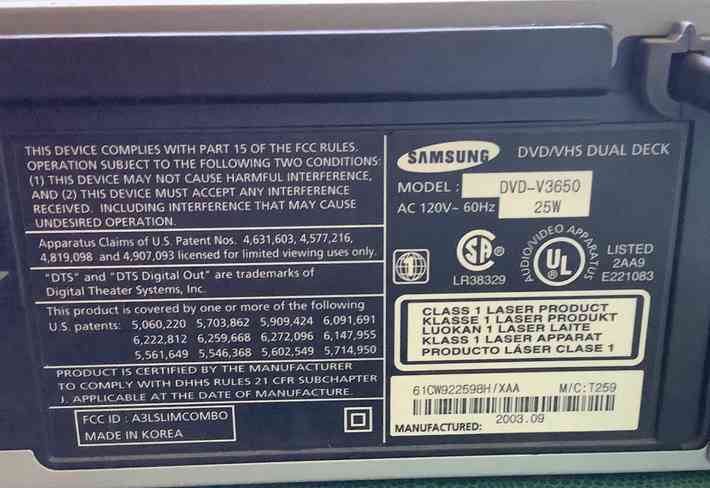 THIS DEVICE COMPLIES WITH PART 15 OF THE FCC RULES.
OPERATION SUBJECT TO THE FOLLOWING TWO CONDITIONS:
(1) THIS DEVICE MAY NOT CAUSE HARMFUL INTERFERENCE,
AND (2) THIS DEVICE MUST ACCEPT ANY INTERFERENCE
RECEIVED. INCLUDING INTERFERENCE THAT MAY CAUSE
UNDESIRED OPERATION.
Apparatus Claims of U.S. Patent Nos. 4,631,603, 4,577,216,
4,819,098 and 4,907,093 licensed for limited viewing uses only.
"DTS" and "DTS Digital Out" are trademarks of
Digital Theater Systems, Inc.
This product is covered by one or more of the following
U.S. patents: 5,060,220 5,703,862 5,909,424 6,091,691
6,222,812 6,259,668 6,272,096 6,147,955
5,561,649 5,546,368 5,602,549 5,714,950
PRODUCT IS CERTIFIED BY THE MANUFACTURER
TO COMPLY WITH DHHS RULES 21 CFR SUBCHAPTER
J. APPLICABLE AT THE DATE OF MANUFACTURE.
FCC ID : A3LSLIMCOMBO
MADE IN KOREA
SAMSUNG DVD/VHS DUAL DECK
MODEL : DVD-V3650
AC 120V~ 60Hz 25W
1
SA
LR38329
AUDIO/VIDEO APPARATUS
UL
LISTED
2AA9
E221083
CLASS 1 LASER PRODUCT
KLASSE 1 LASER PRODUKT
LUOKAN 1 LASER LAITE
KLASS 1 LASER APPARAT
PRODUCTO LÁSER CLASE 1
61CW922598H/XAA M/C:T259
2003.09
MANUFACTURED: